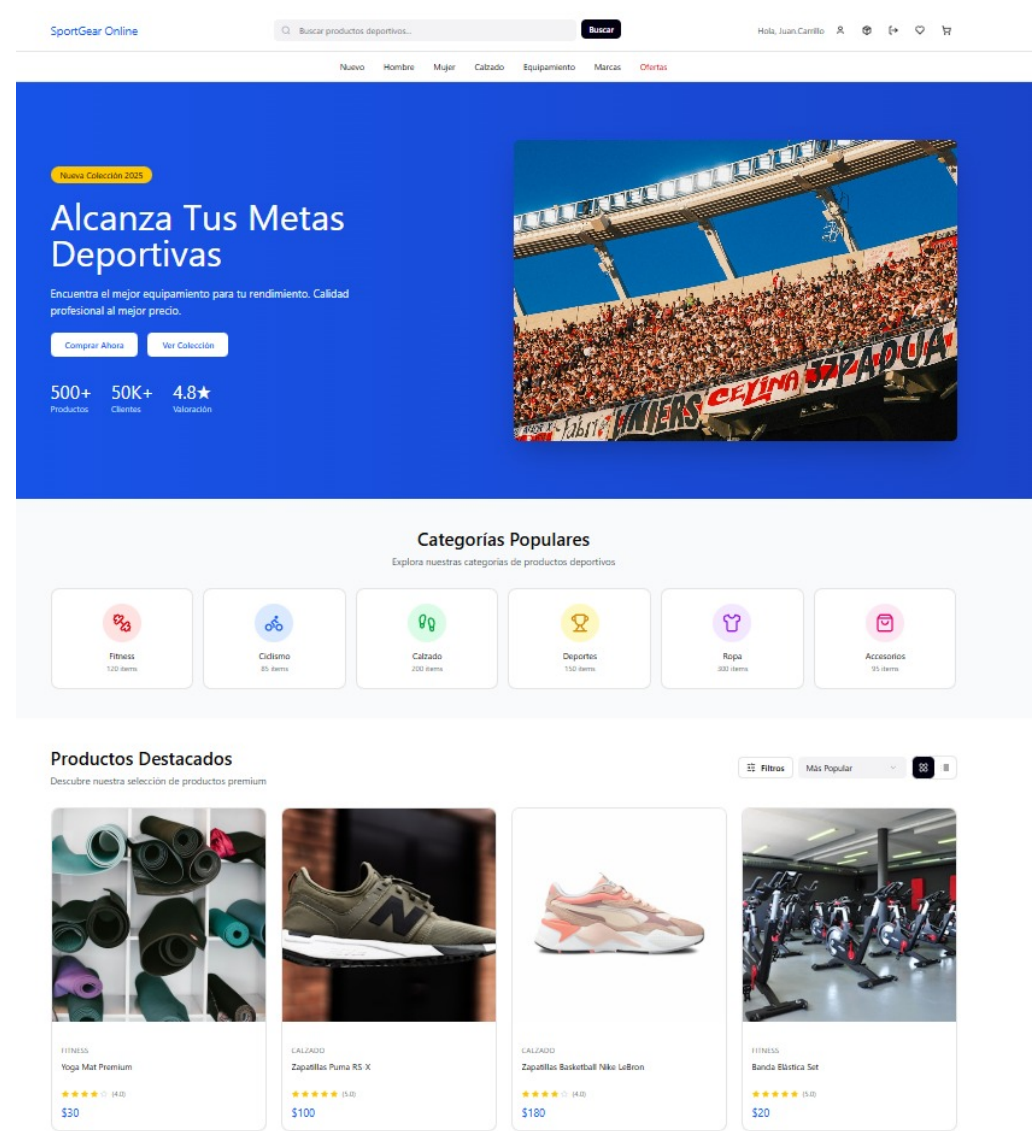 SportGear Online
Buscar productos deportivos...
Buscar
Hola, Juan Carrillo
Nuevo Hombre Mujer Calzado Equipamiento Marcas Ofertas
Nueva Colección 2025
Alcanza Tus Metas
Deportivas
Encuentra el mejor equipamiento para tu rendimiento. Calidad
profesional al mejor precio.
Comprar Ahora Ver Colección
500+ 50K+ 4.8★
Productos Clientes Valoración
LINIERS CELINA 37 PADUA
Categorías Populares
Explora nuestras categorías de productos deportivos
Fitness Ciclismo Calzado Deportes Ropa Accesorios
120 items 85 items 200 items 150 items 300 items 95 items
Productos Destacados
Descubre nuestra selección de productos premium
Filtros Más Popular
N
FITNESS CALZADO CALZADO FITNESS
Yoga Mat Premium Zapatillas Puma RS X Zapatillas Basketball Nike LeBron Banda Elástica Set
(4.0) (5.0) (4.0) (5.0)
$30 $100 $180 $20